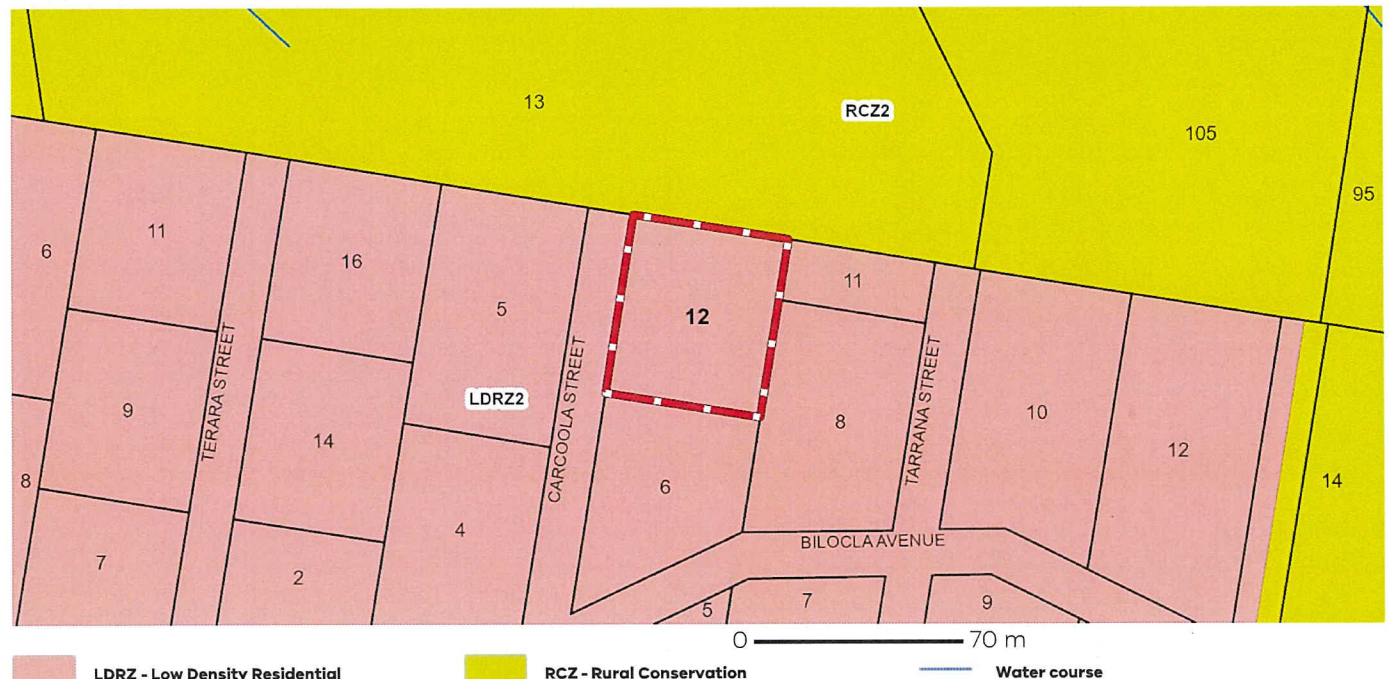 13
RCZ2
105
95
6
11
16
5
12
11
TERARA STREET
CARCOOLA STREET
TARRANA STREET
LDRZ2
9
14
8
10
12
8
4
6
14
7
2
BILOCLA AVENUE
5
7
9
0 70 m
LDRZ - Low Density Residential
RCZ - Rural Conservation
Water course